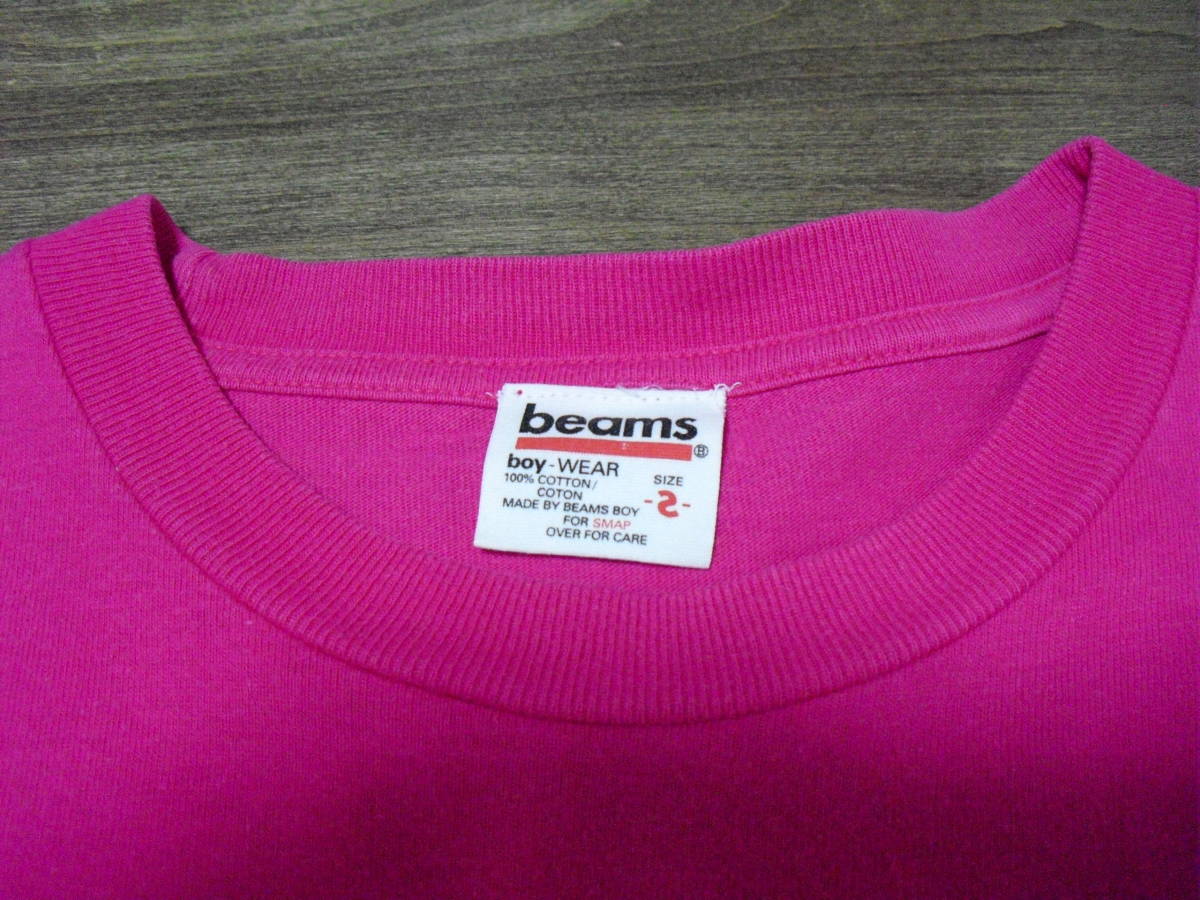 beams
®
boy-WEAR
100% COTTON/
COTON
SIZE
-S-
MADE BY BEAMS BOY
FOR SMAP
OVER FOR CARE